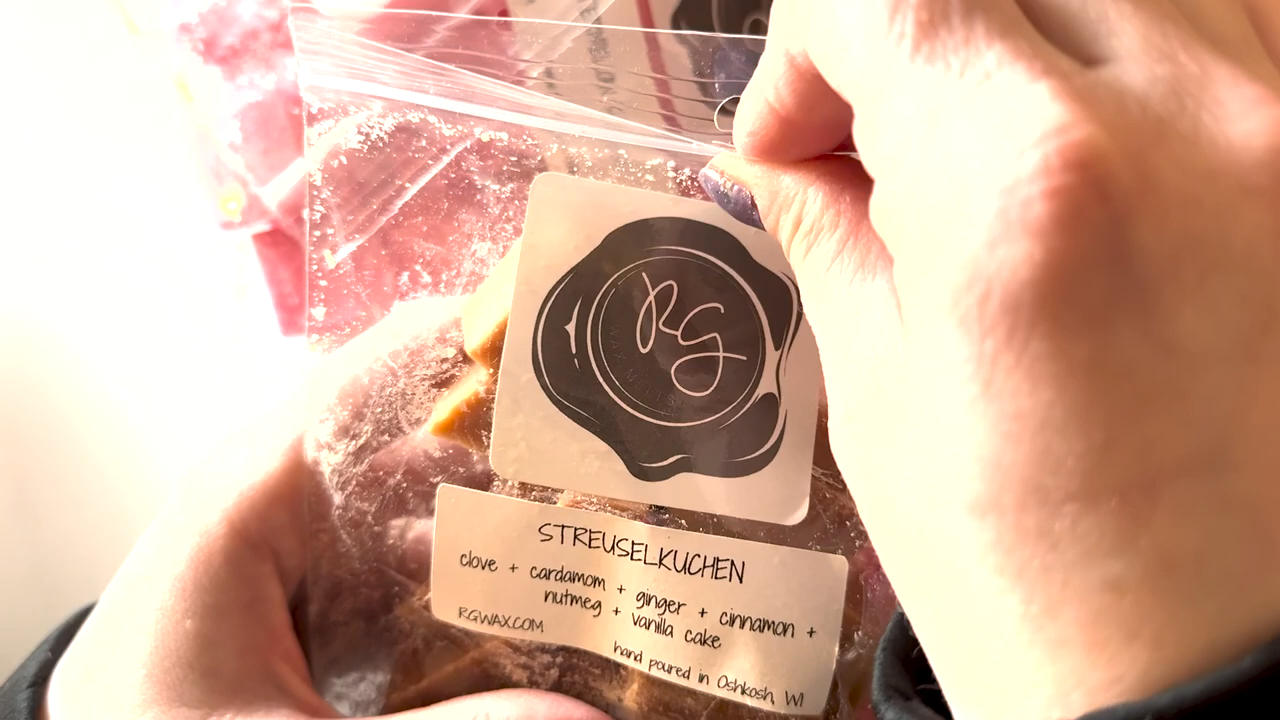 RG
WAX MELTS
STREUSELKUCHEN
clove + cardamom + ginger + cinnamon +
nutmeg + vanilla cake
RGWAX.COM
hand poured in Oshkosh, WI